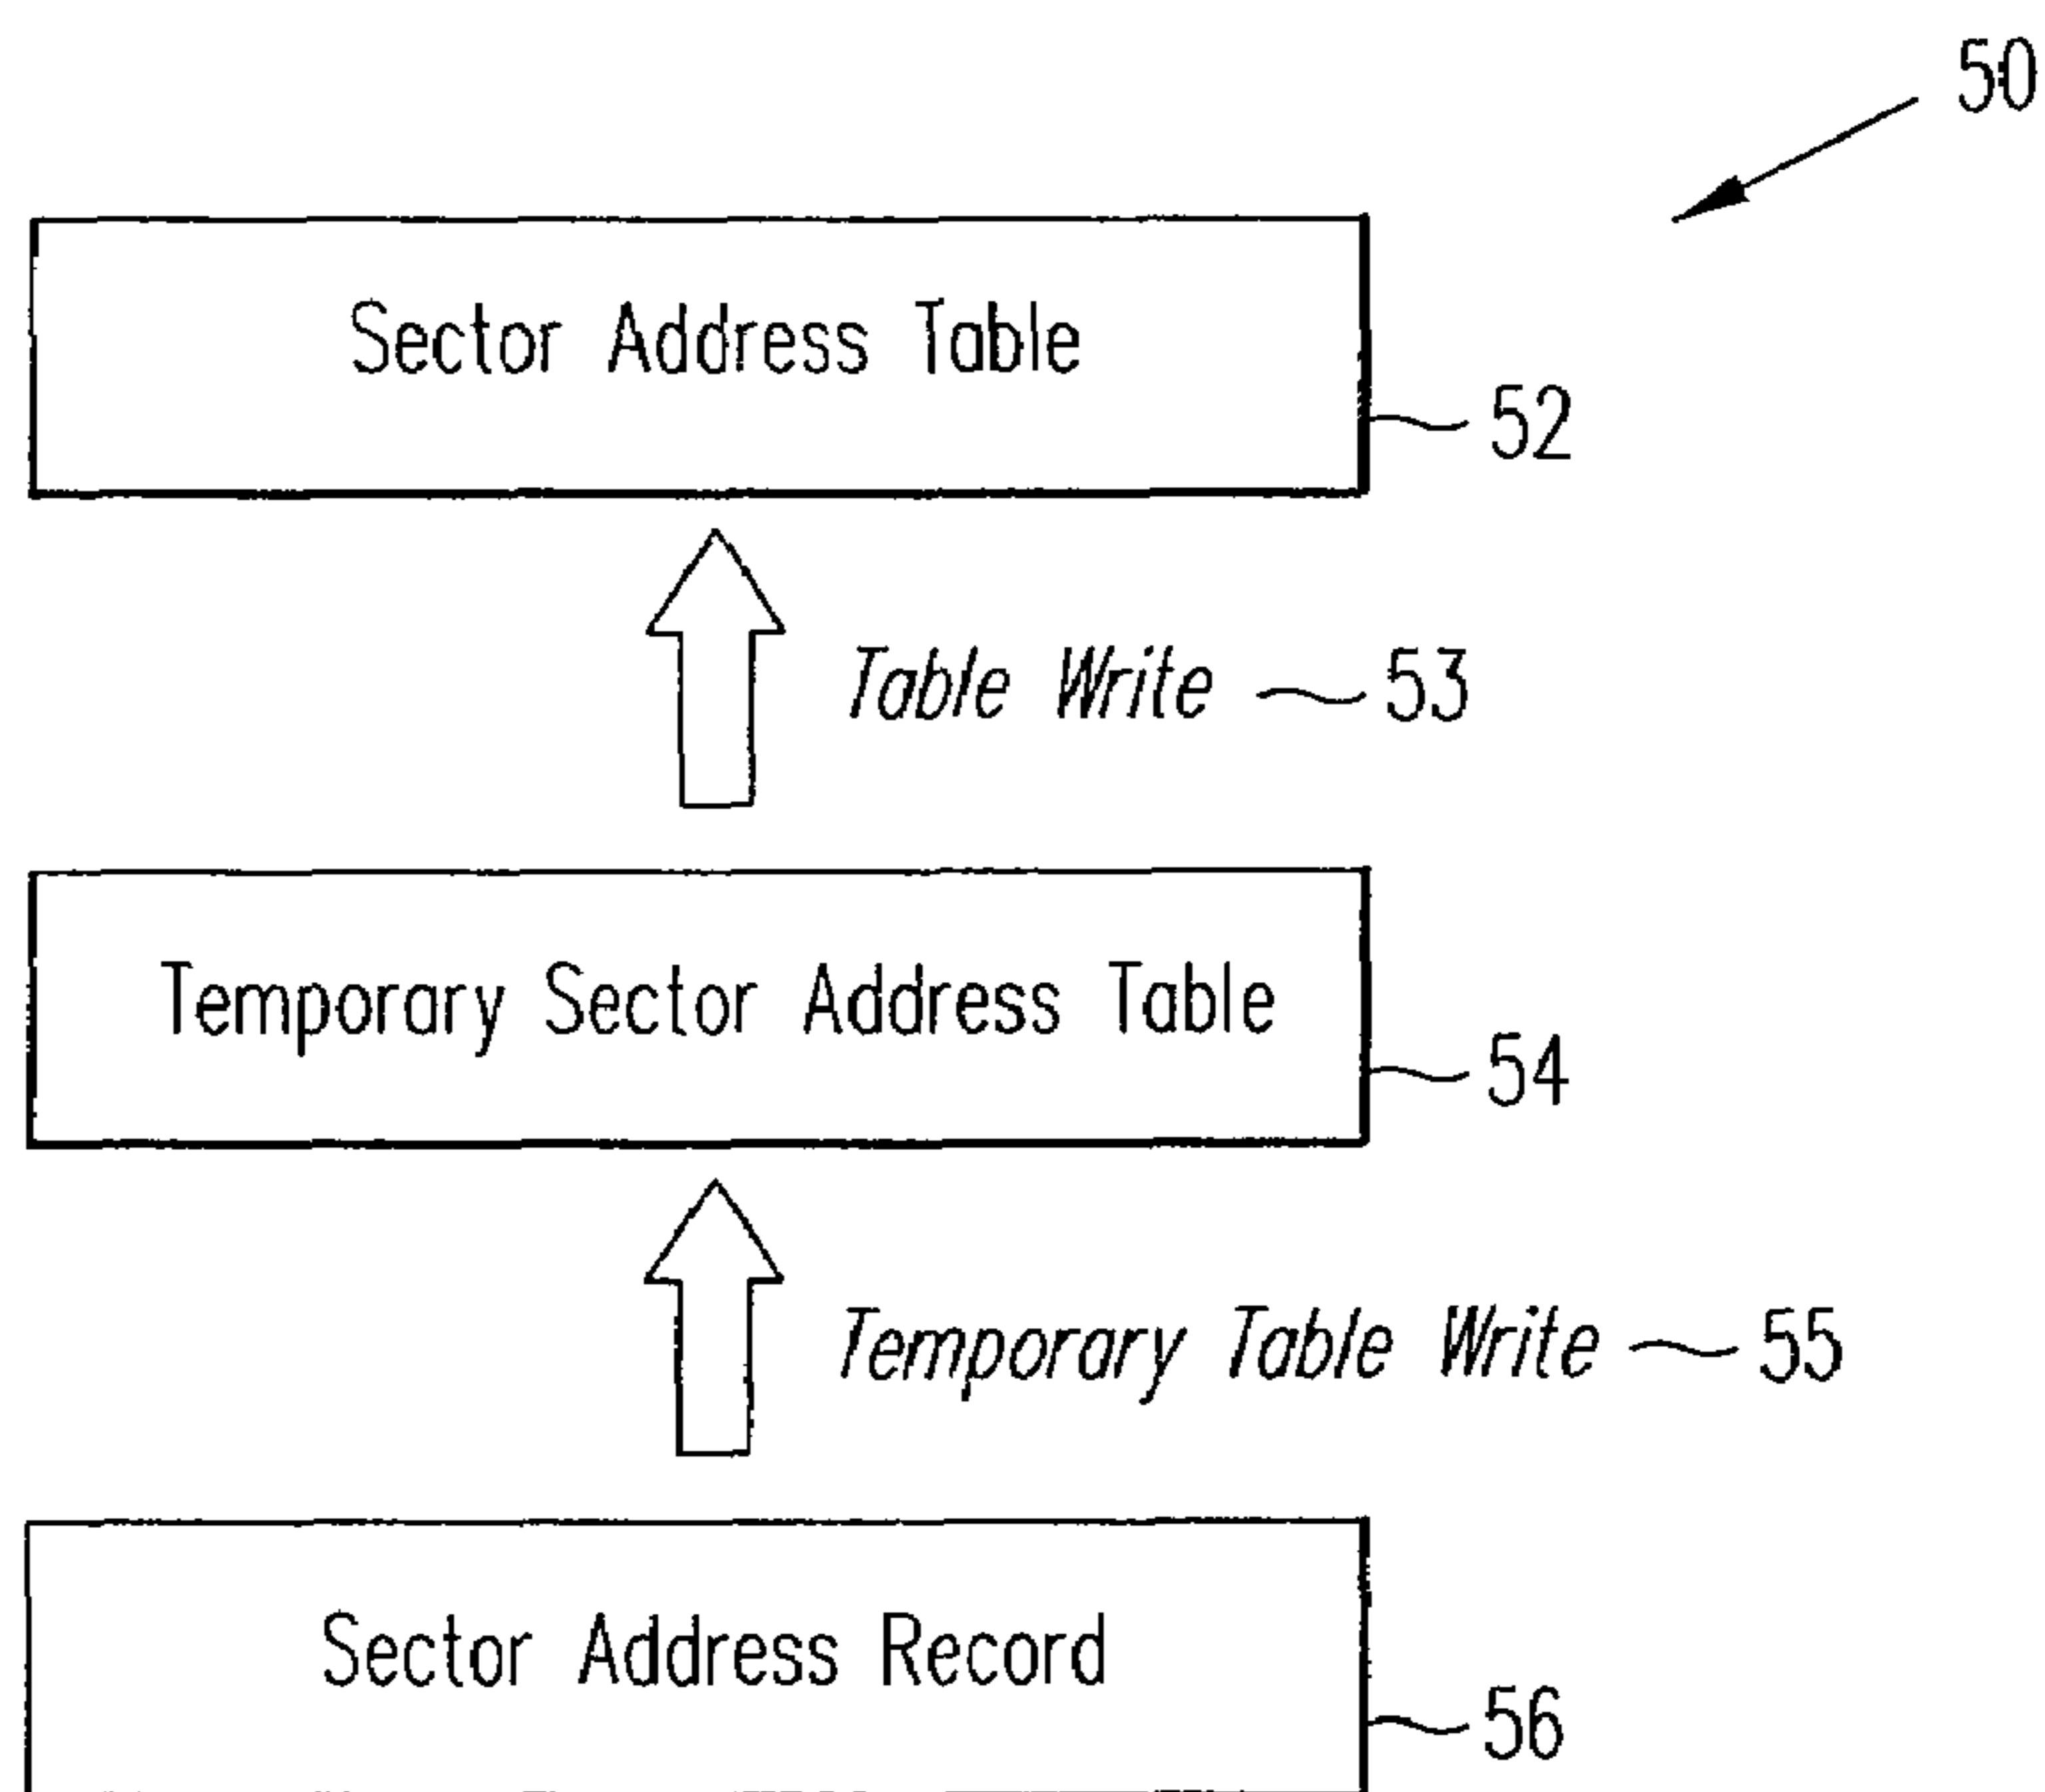 50
Sector Address Table
52
Table Write 53
Temporary Sector Address Table
54
Temporary Table Write 55
Sector Address Record
56